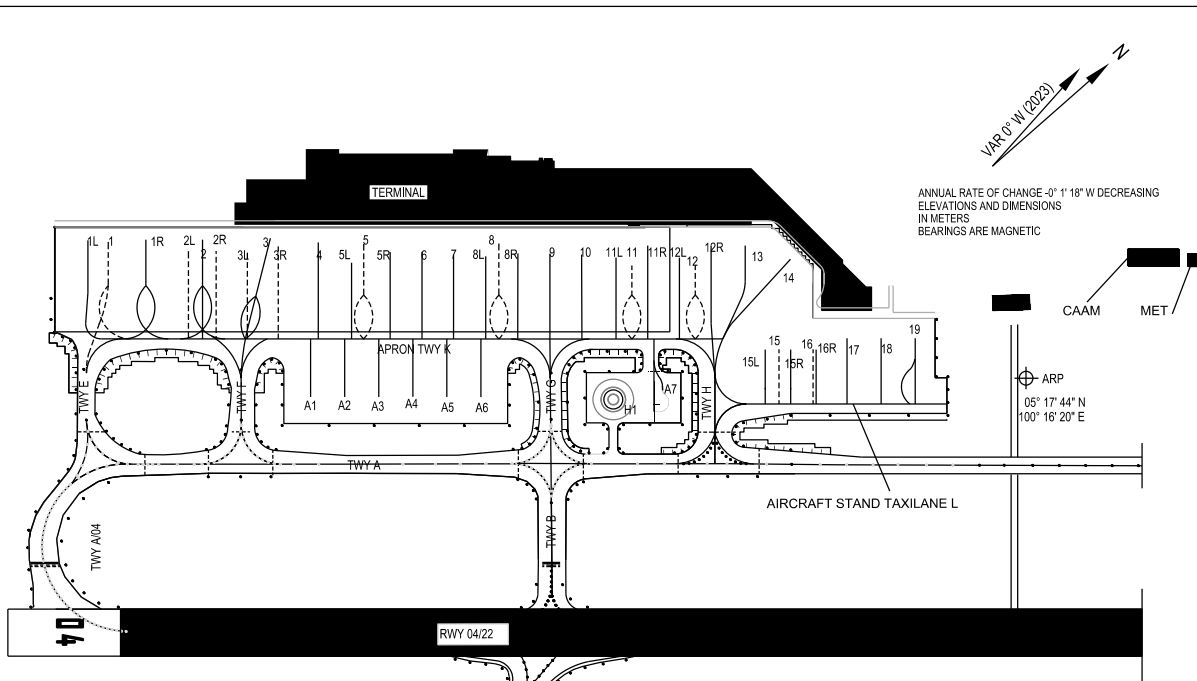 N
VAR 0° W (2023)
ANNUAL RATE OF CHANGE -0° 1' 18" W DECREASING
ELEVATIONS AND DIMENSIONS
IN METERS
BEARINGS ARE MAGNETIC
TERMINAL
CAAM
MET
1L
1
1R
2L
2
2R
3L
3
3R
4
5L
5
5R
6
7
8L
8
8R
9
10
11L
11
11R
12L
12
12R
13
14
15L
15
15R
16
16R
17
18
19
APRON TWY K
ARP
05° 17' 44" N
100° 16' 20" E
TWY E
TWY F
A1
A2
A3
A4
A5
A6
TWY G
H1
A7
TWY H
TWY A
AIRCRAFT STAND TAXILANE L
TWY A/04
TWY B
04
RWY 04/22